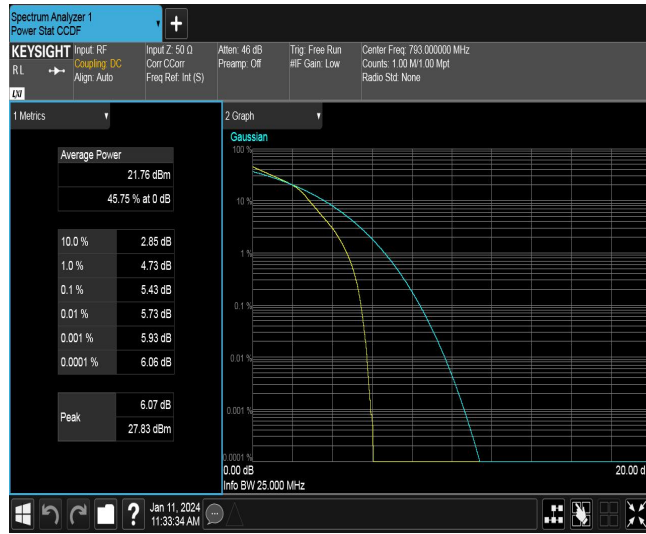 Spectrum Analyzer 1
Power Stat CCDF
KEYSIGHT
RL
LXI
Input: RF
Coupling: DC
Align: Auto
Input Z: 50 Ω
Corr CCorr
Freq Ref: Int (S)
Atten: 46 dB
Preamp: Off
Trig: Free Run
#IF Gain: Low
Center Freq: 793.000000 MHz
Counts: 1.00 M/1.00 Mpt
Radio Std: None
1 Metrics
Average Power
21.76 dBm
45.75 % at 0 dB
10.0 % 2.85 dB
1.0 % 4.73 dB
0.1 % 5.43 dB
0.01 % 5.73 dB
0.001 % 5.93 dB
0.0001 % 6.06 dB
Peak
6.07 dB
27.83 dBm
2 Graph
Gaussian
100 %
10 %
1 %
0.1 %
0.01 %
0.001 %
0.0001 %
0.00 dB 20.00 d
Info BW 25.000 MHz
?
Jan 11, 2024
11:33:34 AM